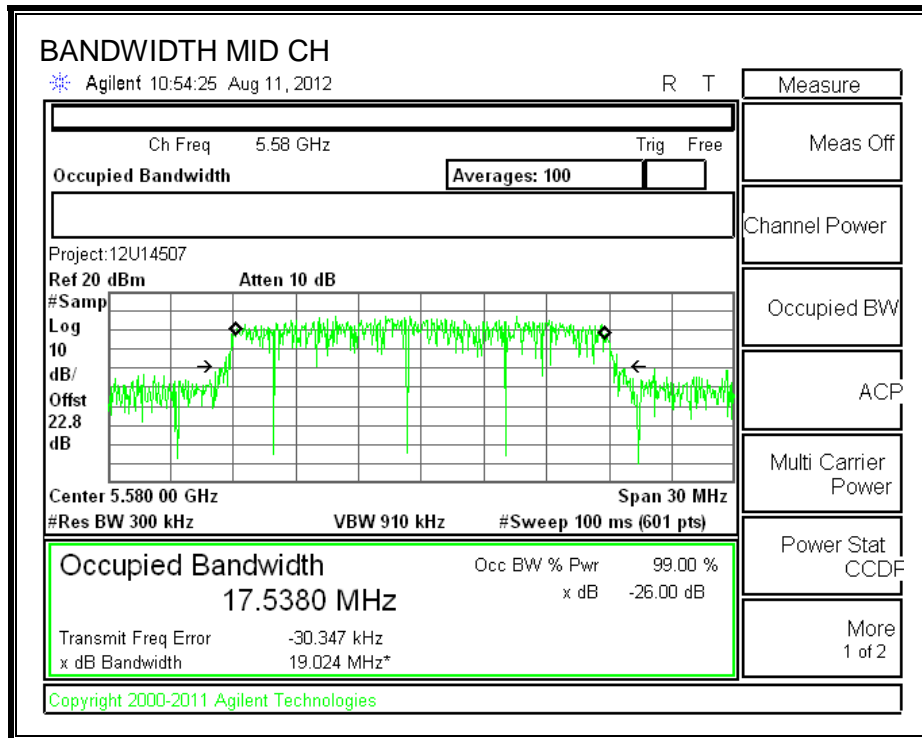 BANDWIDTH MID CH
Agilent 10:54:25 Aug 11, 2012 R T
Measure
Ch Freq 5.58 GHz Trig Free
Occupied Bandwidth Averages: 100
Project:12U14507
Ref 20 dBm Atten 10 dB
#Samp
Log
10
dB/
Offst
22.8
dB
Center 5.580 00 GHz Span 30 MHz
#Res BW 300 kHz VBW 910 kHz #Sweep 100 ms (601 pts)
Occupied Bandwidth Occ BW % Pwr 99.00 %
17.5380 MHz x dB -26.00 dB
Transmit Freq Error -30.347 kHz
x dB Bandwidth 19.024 MHz*
Copyright 2000-2011 Agilent Technologies
Meas Off
Channel Power
Occupied BW
ACP
Multi Carrier
Power
Power Stat
CCDF
More
1 of 2